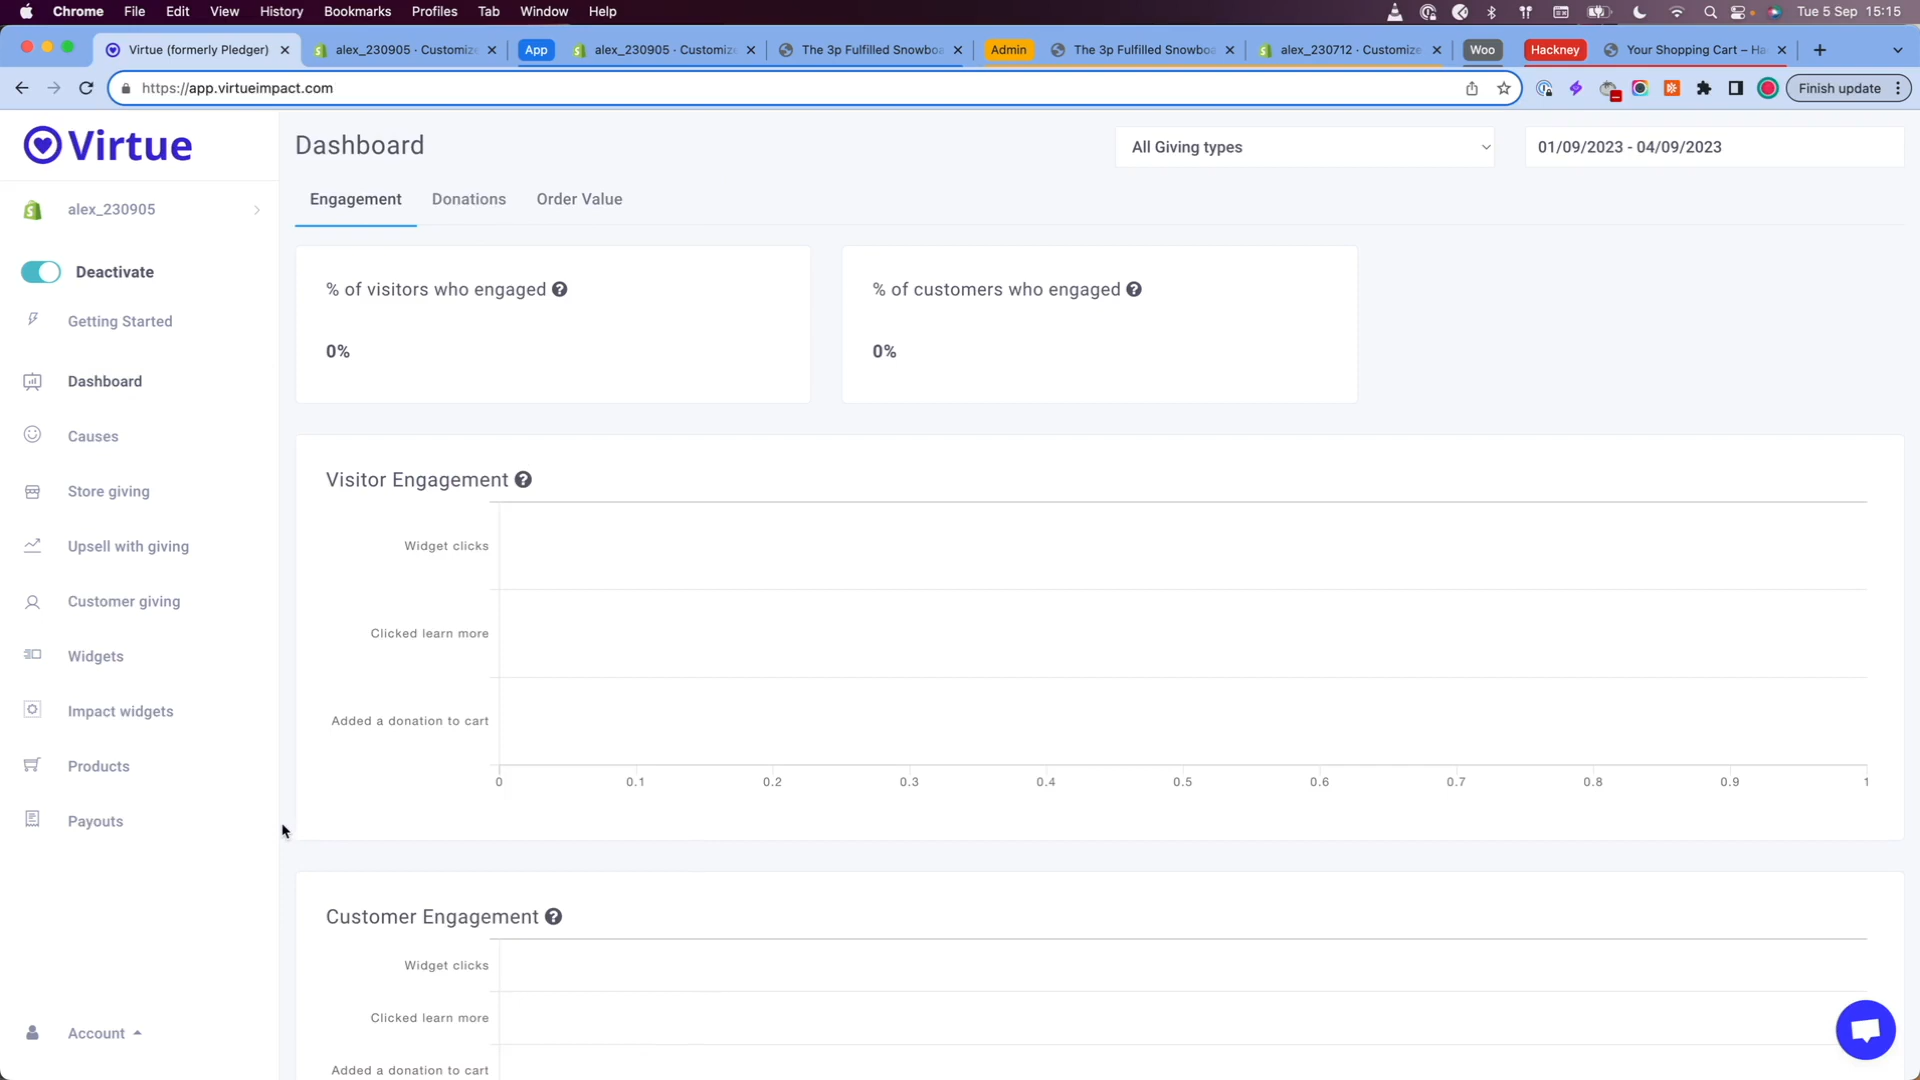 Chrome File Edit View History Bookmarks Profiles Tab Window Help Tue 5 Sep 15:15
Virtue (formerly Pledger) alex_230905 · Customize App alex_230905 · Customize The 3p Fulfilled Snowboa Admin The 3p Fulfilled Snowboa alex_230712 · Customize Woo Hackney Your Shopping Cart – Ha
https://app.virtueimpact.com Finish update
Virtue
alex_230905
Deactivate
Getting Started
Dashboard
Causes
Store giving
Upsell with giving
Customer giving
Widgets
Impact widgets
Products
Payouts
Account
Dashboard
All Giving types
01/09/2023 - 04/09/2023
Engagement Donations Order Value
% of visitors who engaged ?
0%
% of customers who engaged ?
0%
Visitor Engagement ?
Widget clicks
Clicked learn more
Added a donation to cart
0 0.1 0.2 0.3 0.4 0.5 0.6 0.7 0.8 0.9 1
Customer Engagement ?
Widget clicks
Clicked learn more
Added a donation to cart